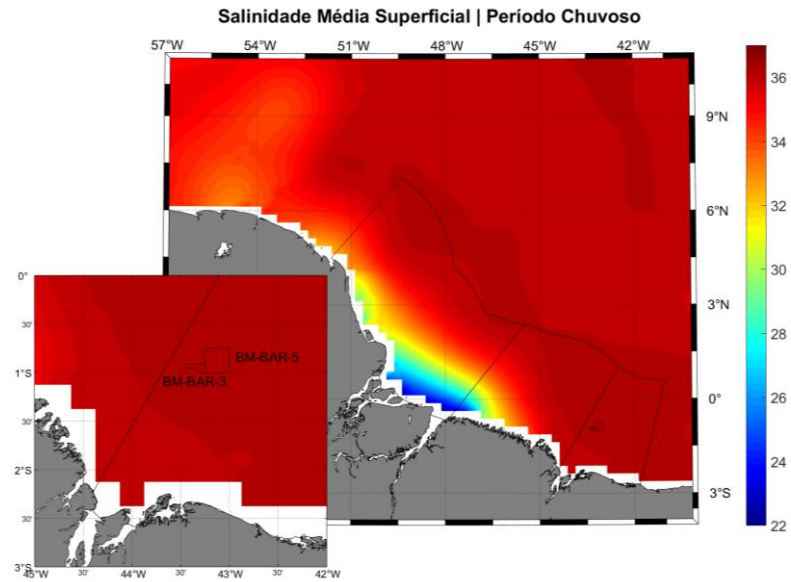 Salinidade Média Superficial | Período Chuvoso
57°W 54°W 51°W 48°W 45°W 42°W
9°N
6°N
3°N
0°
3°S
36
34
32
30
28
26
24
22
0°
30'
1°S
30'
2°S
30'
3°S
BM-BAR-5
BM-BAR-3
45°W 30' 44°W 30' 43°W 30' 42°W